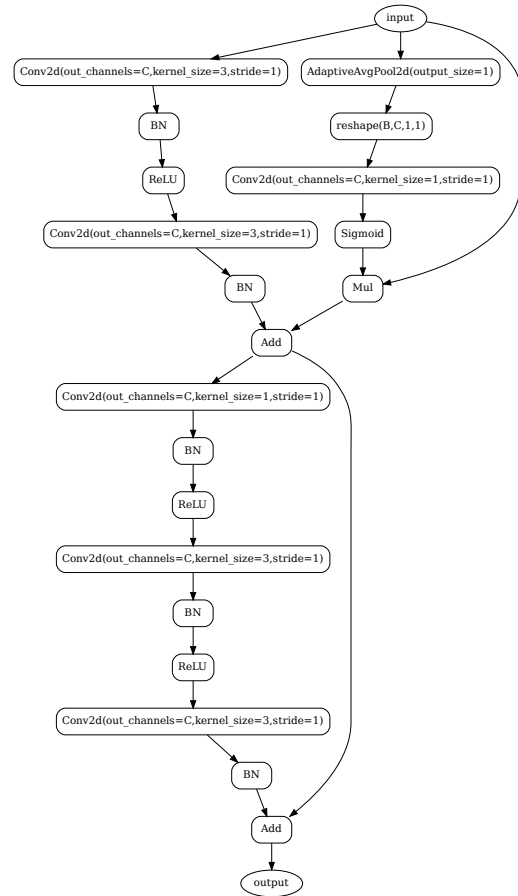 input
Conv2d(out_channels=C,kernel_size=3,stride=1)
AdaptiveAvgPool2d(output_size=1)
BN
reshape(B,C,1,1)
ReLU
Conv2d(out_channels=C,kernel_size=1,stride=1)
Conv2d(out_channels=C,kernel_size=3,stride=1)
Sigmoid
BN
Mul
Add
Conv2d(out_channels=C,kernel_size=1,stride=1)
BN
ReLU
Conv2d(out_channels=C,kernel_size=3,stride=1)
BN
ReLU
Conv2d(out_channels=C,kernel_size=3,stride=1)
BN
Add
output